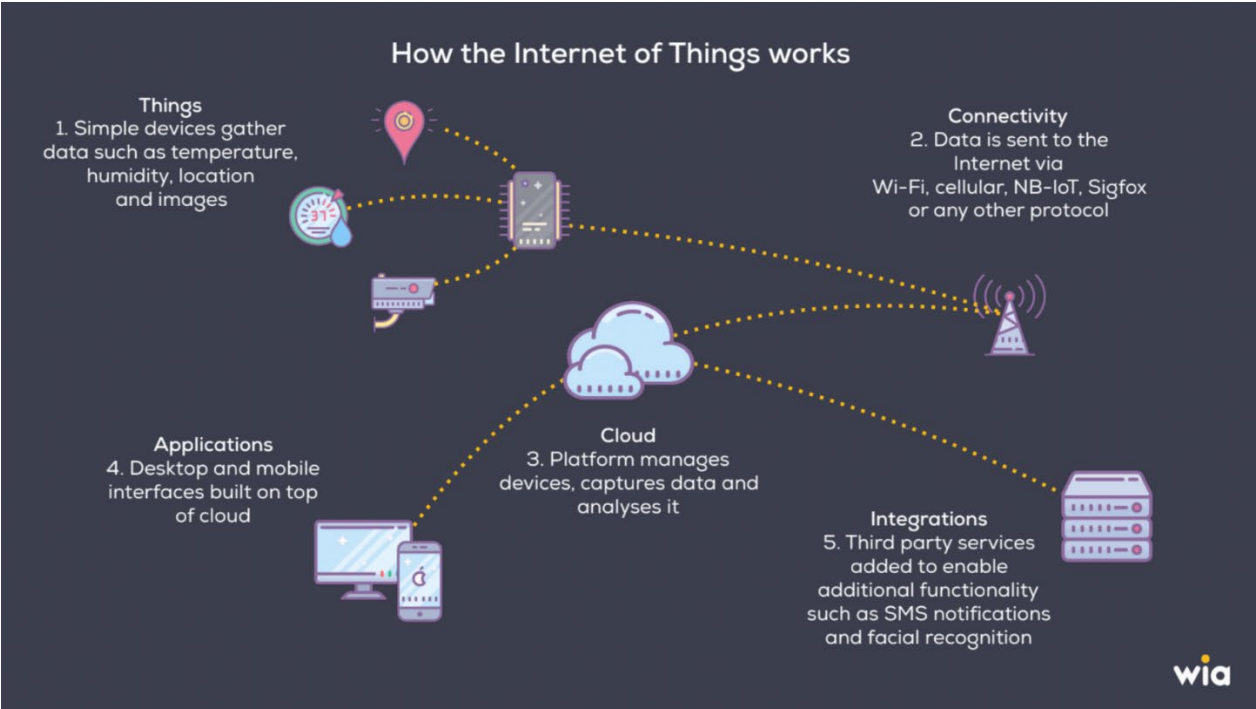 How the Internet of Things works
Things
1. Simple devices gather
data such as temperature,
humidity, location
and images
37
Connectivity
2. Data is sent to the
Internet via
Wi-Fi, cellular, NB-IoT, Sigfox
or any other protocol
Cloud
3. Platform manages
devices, captures data and
analyses it
Applications
4. Desktop and mobile
interfaces built on top
of cloud
Integrations
5. Third party services
added to enable
additional functionality
such as SMS notifications
and facial recognition
wia